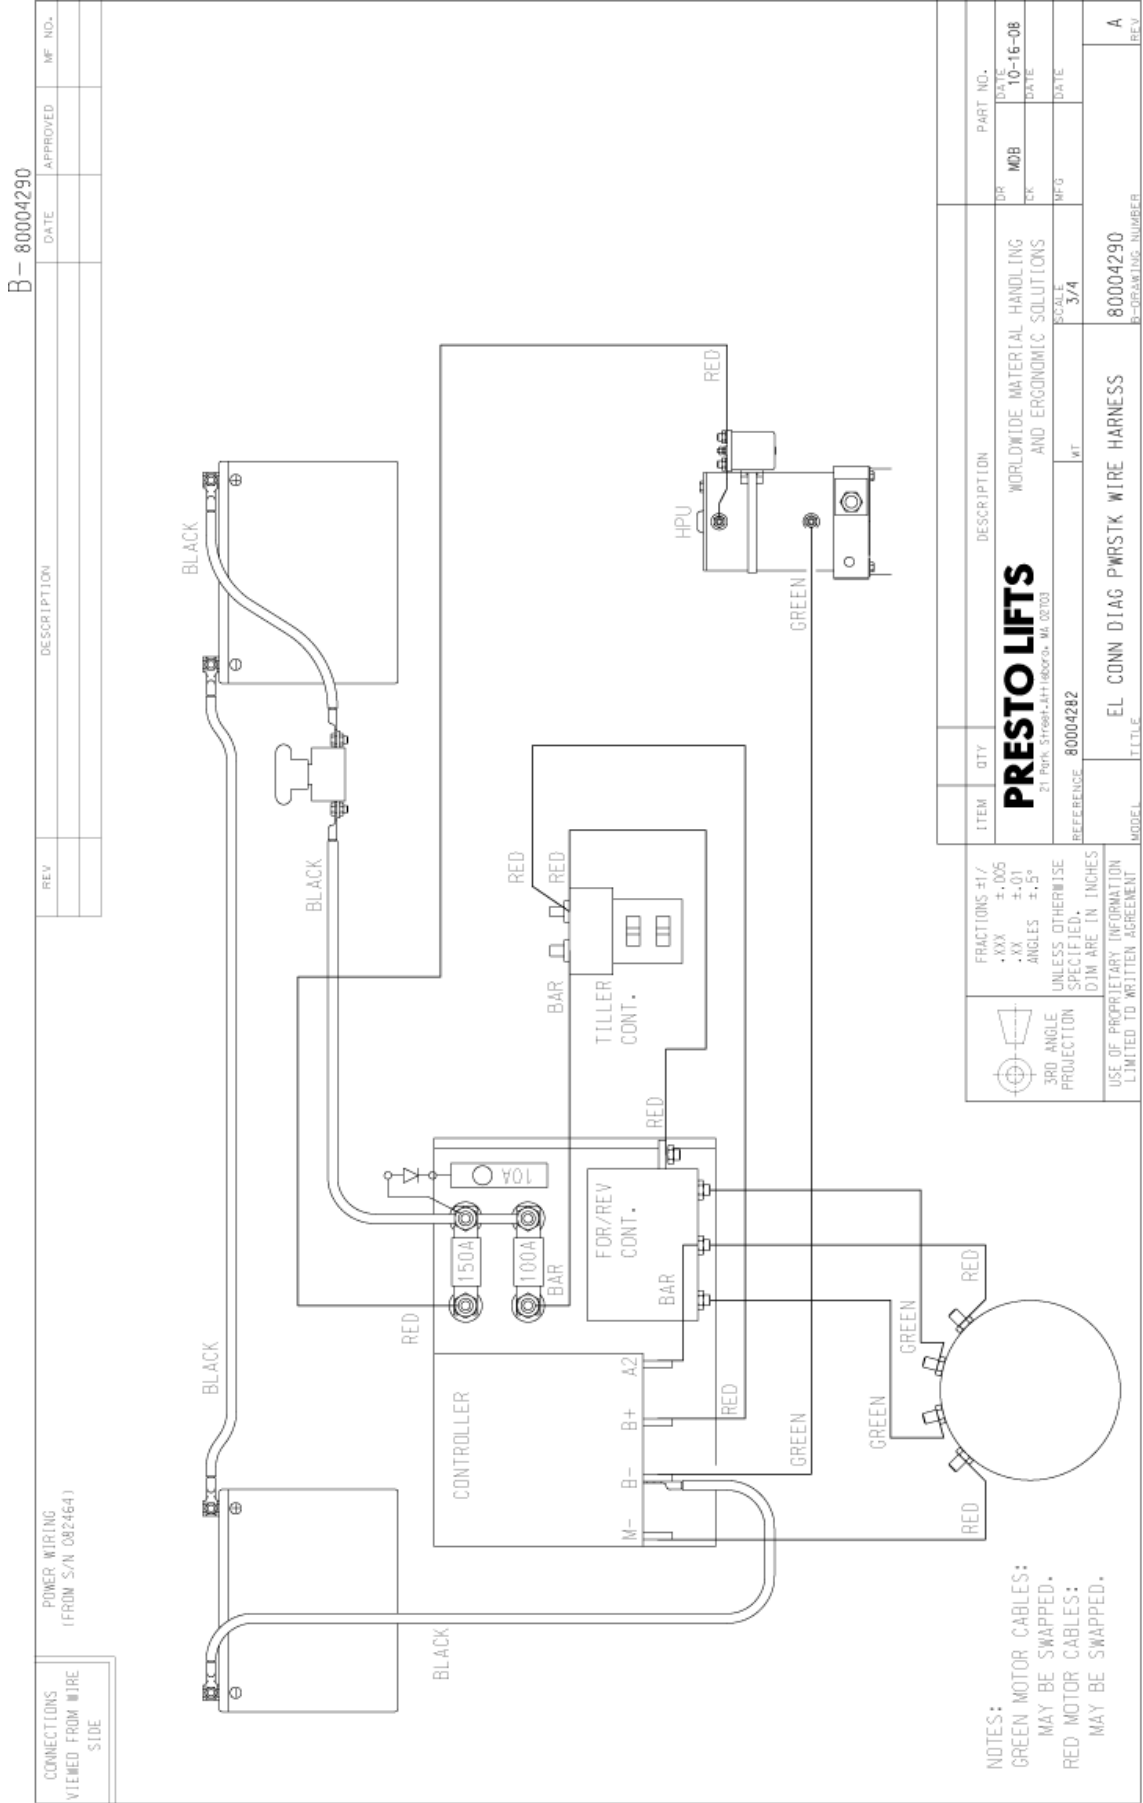 B- 80004290
CONNECTIONS
VIEWED FROM WIRE
SIDE
POWER WIRING
(FROM S/N 082464)
REV
DESCRIPTION
DATE
APPROVED
MF NO.
BLACK
BLACK
BLACK
BLACK
RED
CONTROLLER
M-
B-
B+
A2
150A
100A
10A
BAR
FOR/REV
CONT.
BAR
RED
BAR
TILLER
CONT.
RED
RED
RED
HPU
RED
GREEN
GREEN
GREEN
GREEN
RED
RED
NOTES:
GREEN MOTOR CABLES:
MAY BE SWAPPED.
RED MOTOR CABLES:
MAY BE SWAPPED.
3RD ANGLE
PROJECTION
FRACTIONS ±1/
.XXX ±.005
.XX ±.01
ANGLES ±.5°
UNLESS OTHERWISE
SPECIFIED.
DIM ARE IN INCHES
USE OF PROPRIETARY INFORMATION
LIMITED TO WRITTEN AGREEMENT
ITEM
QTY
DESCRIPTION
PART NO.
PRESTO LIFTS
21 Park Street.Attleboro. MA 02703
WORLDWIDE MATERIAL HANDLING
AND ERGONOMIC SOLUTIONS
DR
MDB
DATE
10-16-08
CK
DATE
MFG
DATE
REFERENCE
80004282
WT
SCALE
3/4
MODEL
TITLE
EL CONN DIAG PWRSTK WIRE HARNESS
80004290
B-DRAWING NUMBER
A
REV